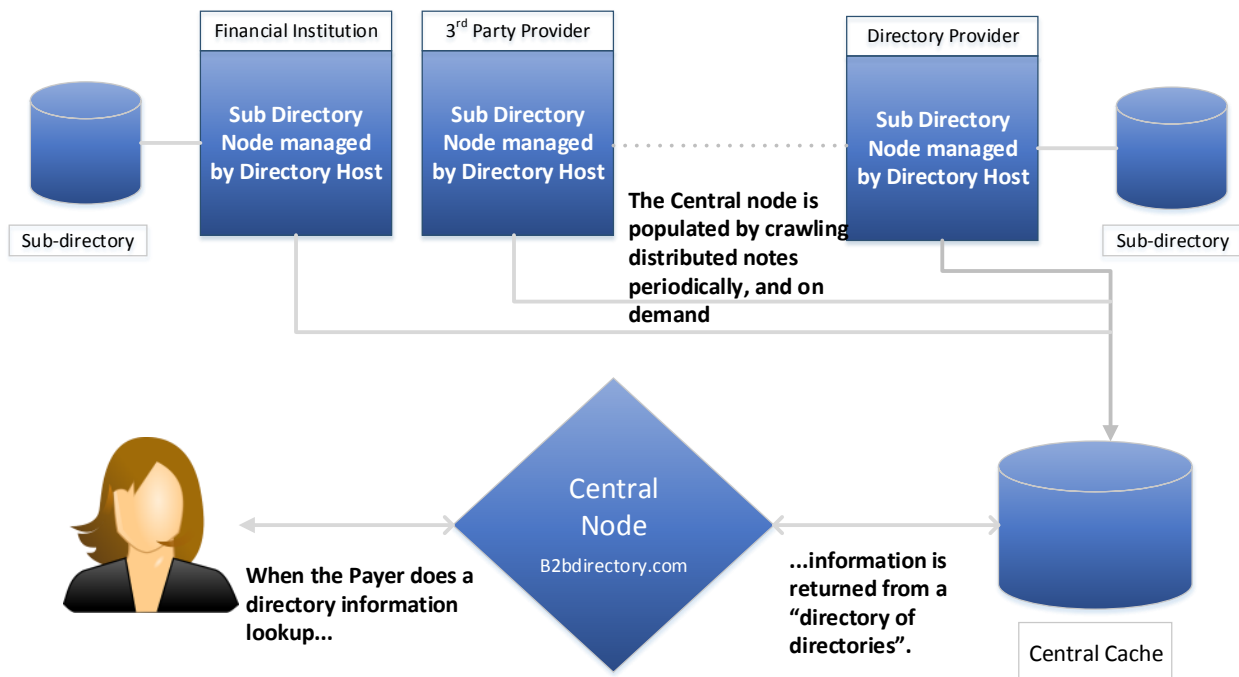 Financial Institution
3rd Party Provider
Directory Provider
Sub Directory
Node managed
by Directory Host
Sub Directory
Node managed
by Directory Host
Sub Directory
Node managed
by Directory Host
Sub-directory
Sub-directory
The Central node is
populated by crawling
distributed notes
periodically, and on
demand
Central
Node
B2bdirectory.com
When the Payer does a
directory information
lookup...
...information is
returned from a
“directory of
directories”.
Central Cache